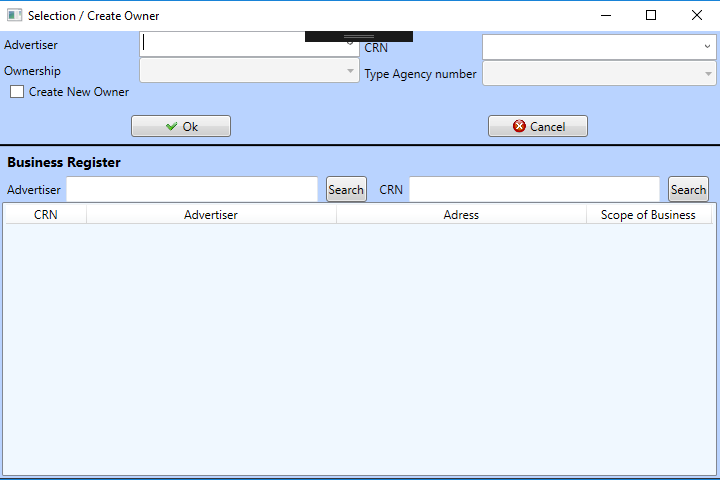 Selection / Create Owner
Advertiser
CRN
Ownership
Type Agency number
Create New Owner
Ok
Cancel
Business Register
Advertiser
Search
CRN
Search
CRN
Advertiser
Adress
Scope of Business